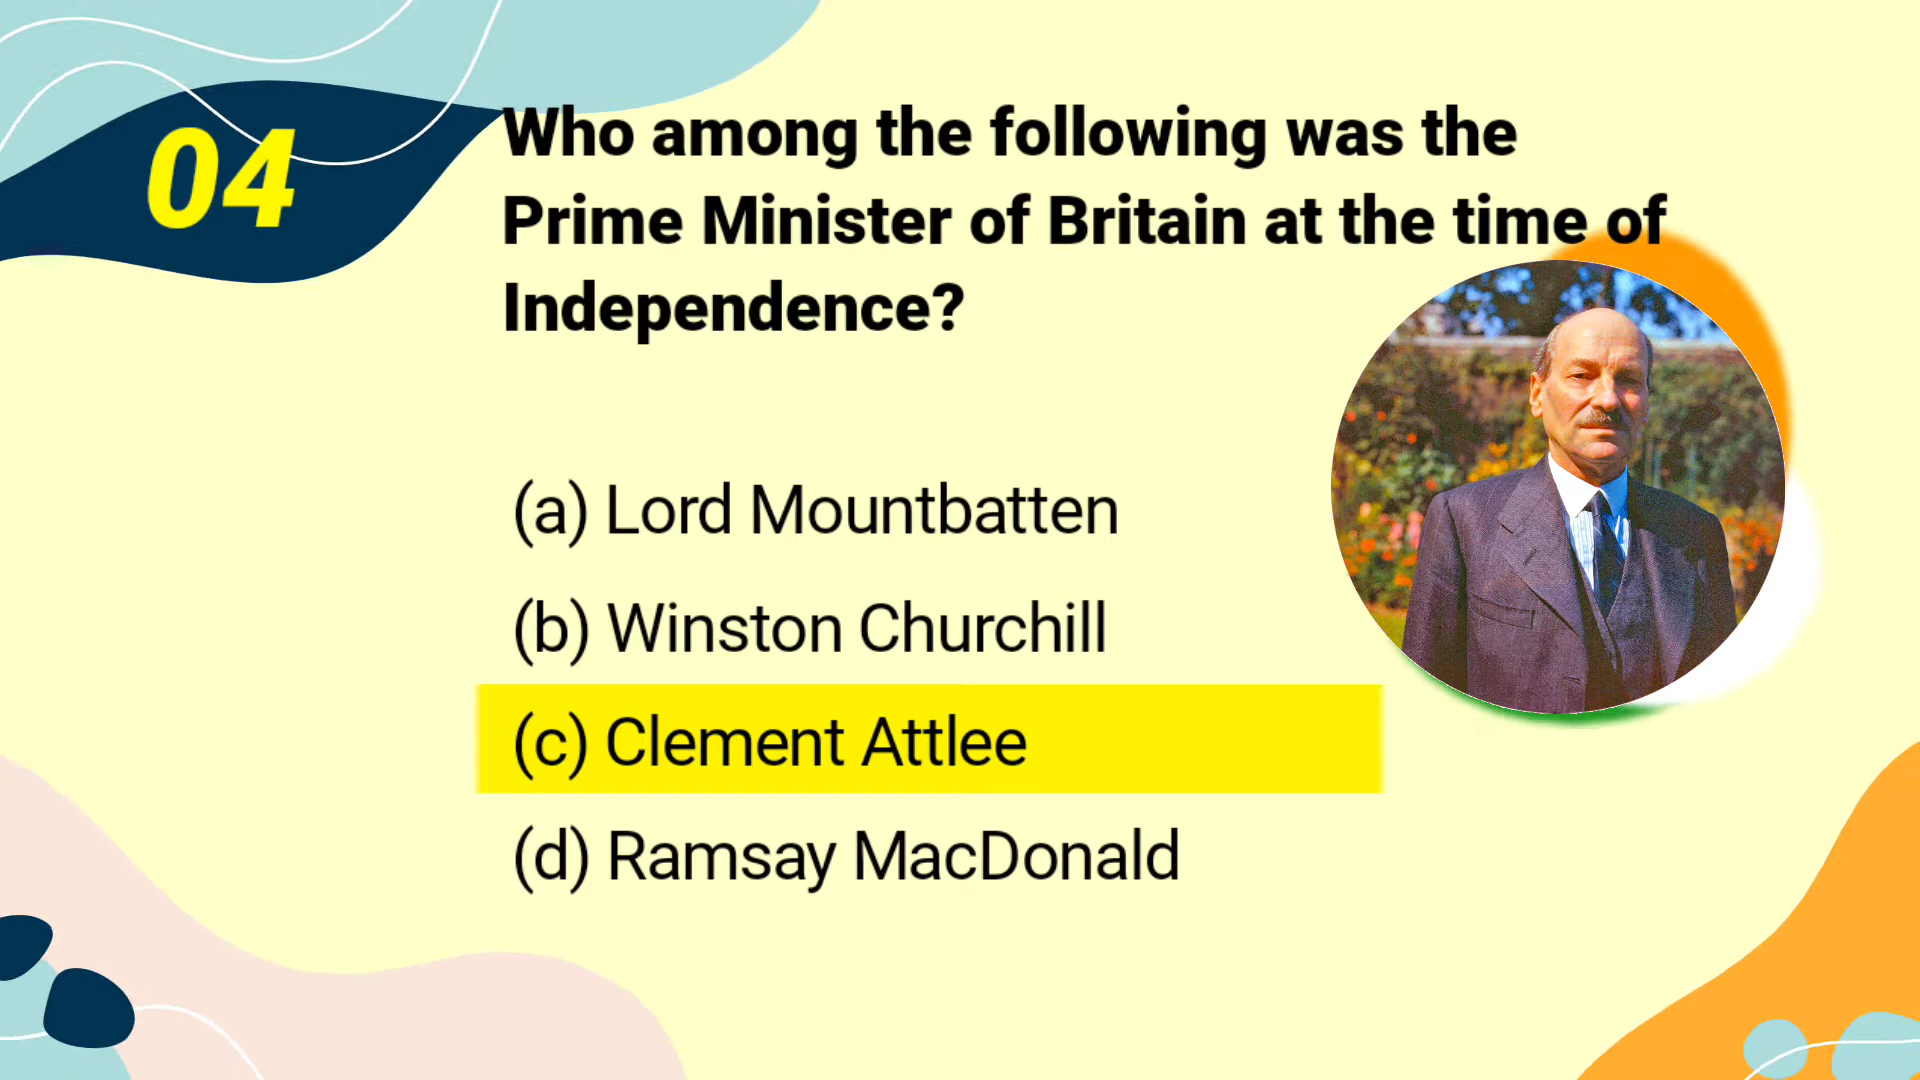 04
Who among the following was the
Prime Minister of Britain at the time of
Independence?
(a) Lord Mountbatten
(b) Winston Churchill
(c) Clement Attlee
(d) Ramsay MacDonald